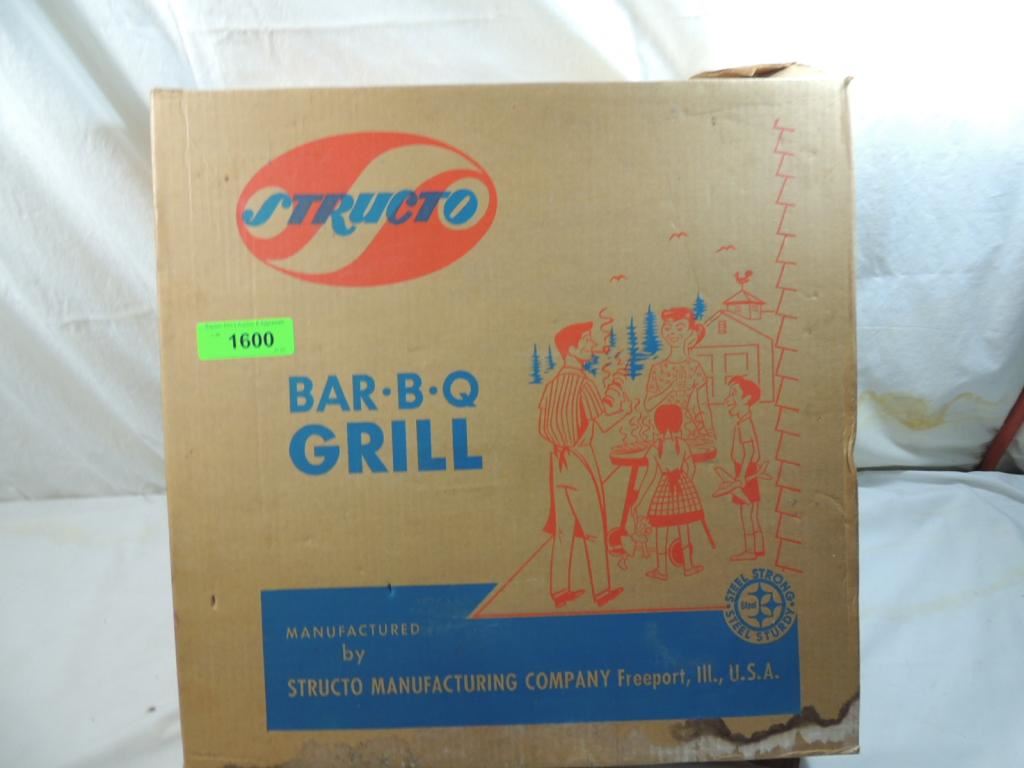 STRUCTO
1600
BAR·B·Q
GRILL
STEEL STRONG·
Steel
STEEL STURDY
MANUFACTURED
by
STRUCTO MANUFACTURING COMPANY Freeport, Ill., U.S.A.